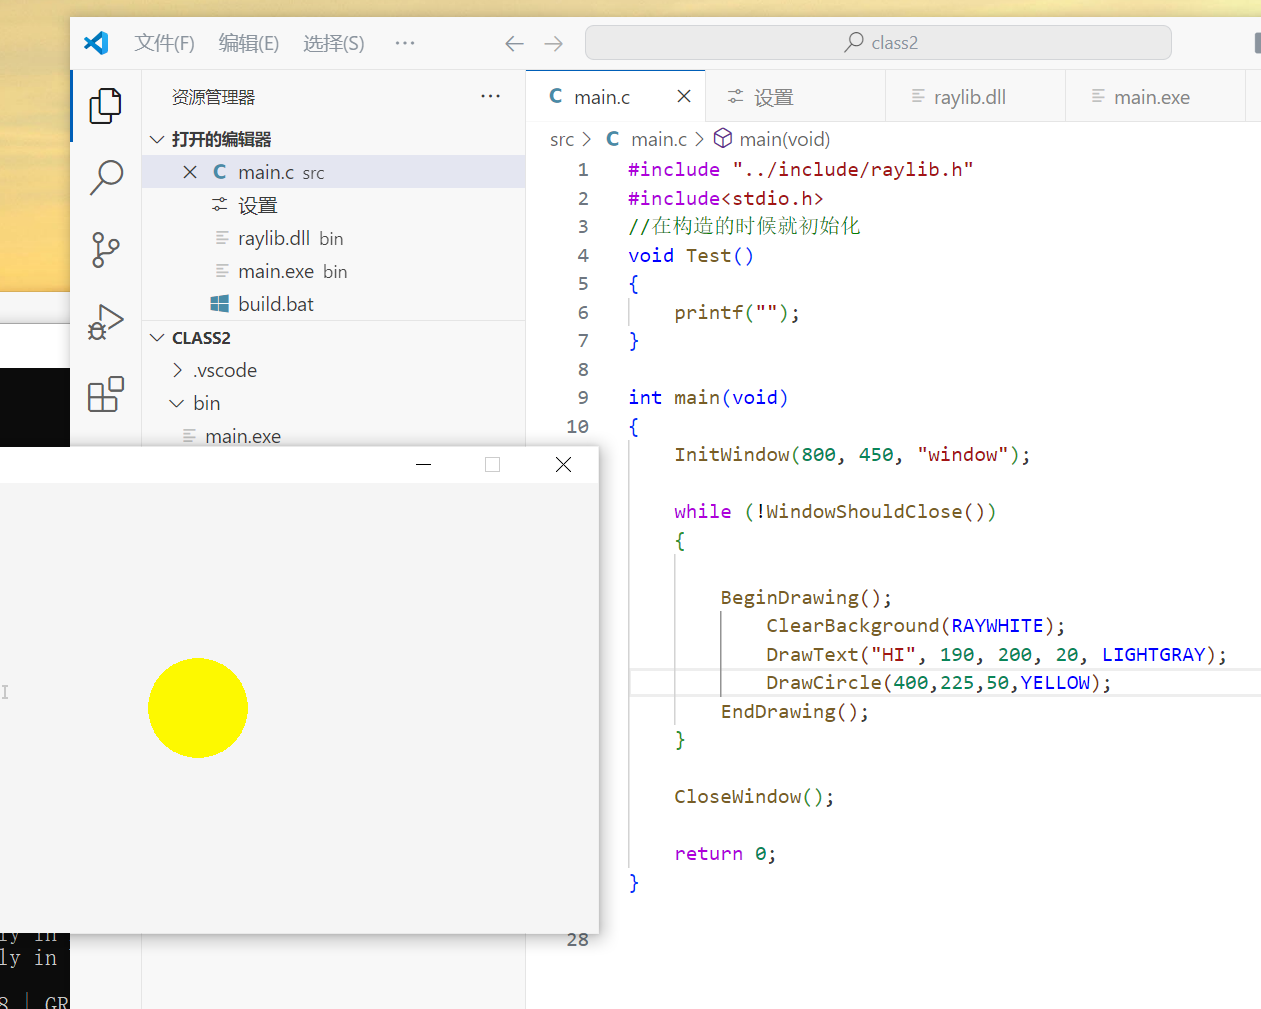 文件(F) 编辑(E) 选择(S) ··· class2
资源管理器 ···
打开的编辑器
main.c src
设置
raylib.dll bin
main.exe bin
build.bat
CLASS2
.vscode
bin
main.exe
C main.c 设置 raylib.dll main.exe
src > C main.c > main(void)
1 #include "../include/raylib.h"
2 #include<stdio.h>
3 //在构造的时候就初始化
4 void Test()
5 {
6 printf("");
7 }
8
9 int main(void)
10 {
InitWindow(800, 450, "window");
while (!WindowShouldClose())
{
BeginDrawing();
ClearBackground(RAYWHITE);
DrawText("HI", 190, 200, 20, LIGHTGRAY);
DrawCircle(400,225,50,YELLOW);
EndDrawing();
}
CloseWindow();
return 0;
}
28
ly in
8 | GR